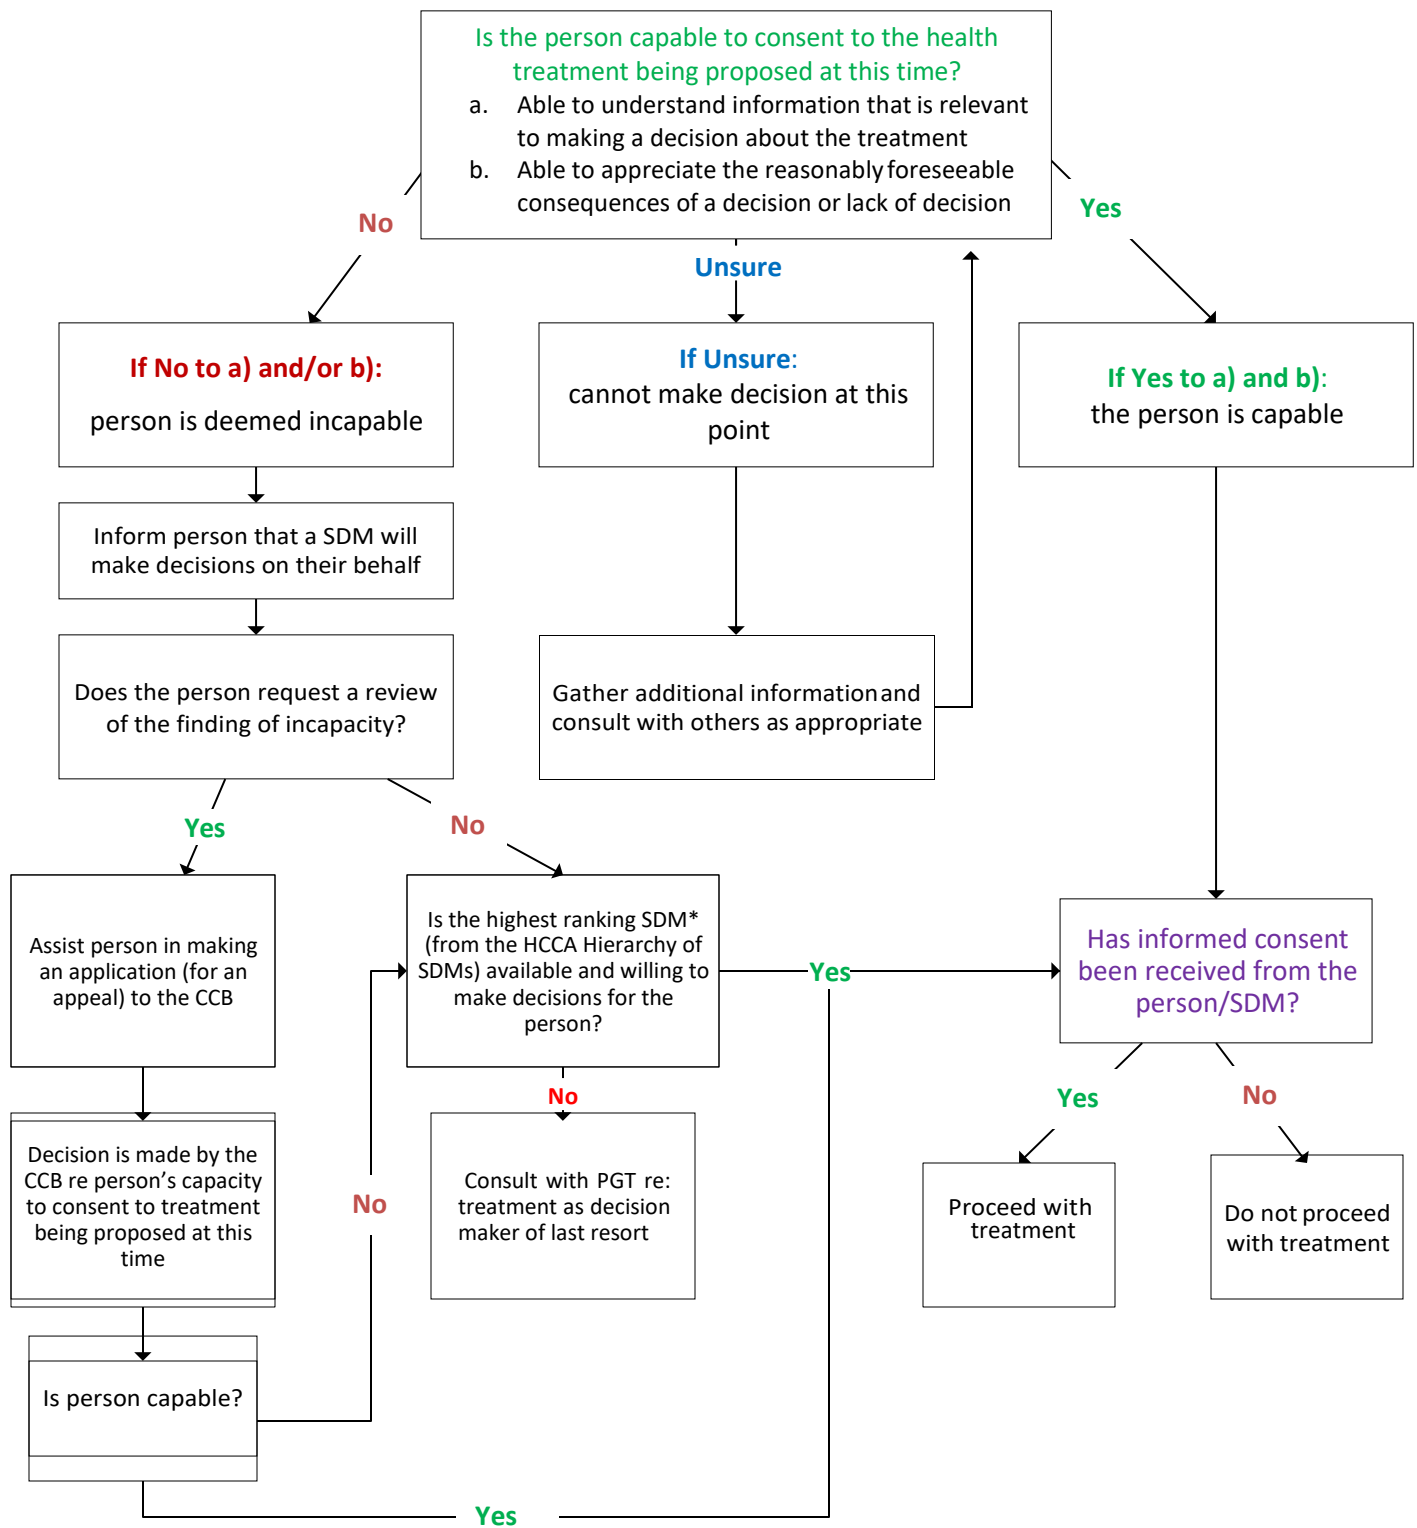 Is the person capable to consent to the health
treatment being proposed at this time?
a. Able to understand information that is relevant
to making a decision about the treatment
b. Able to appreciate the reasonably foreseeable
consequences of a decision or lack of decision
No
Unsure
Yes
If No to a) and/or b):
person is deemed incapable
If Unsure:
cannot make decision at this
point
If Yes to a) and b):
the person is capable
Inform person that a SDM will
make decisions on their behalf
Does the person request a review
of the finding of incapacity?
Gather additional information and
consult with others as appropriate
Yes
No
Assist person in making
an application (for an
appeal) to the CCB
Is the highest ranking SDM*
(from the HCCA Hierarchy of
SDMs) available and willing to
make decisions for the
person?
Yes
Has informed consent
been received from the
person/SDM?
No
Yes
No
Decision is made by the
CCB re person's capacity
to consent to treatment
being proposed at this
time
No
Consult with PGT re:
treatment as decision
maker of last resort
Proceed with
treatment
Do not proceed
with treatment
Is person capable?
Yes